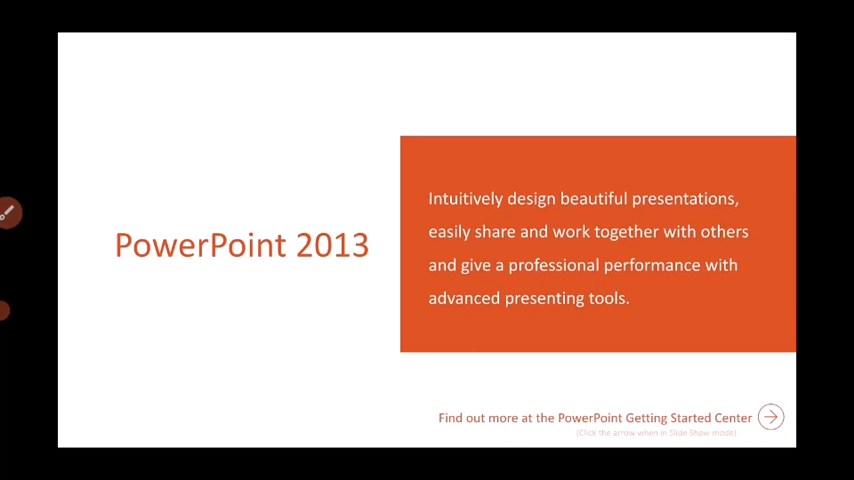 PowerPoint 2013
Intuitively design beautiful presentations,
easily share and work together with others
and give a professional performance with
advanced presenting tools.
Find out more at the PowerPoint Getting Started Center
(Click the arrow when in Slide Show mode)